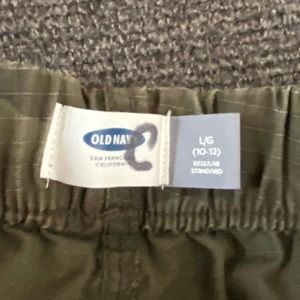 OLD NAVY
SAN FRANCISCO
CALIFORNIA
L/G
(10-12)
REGULAR
STANDARD